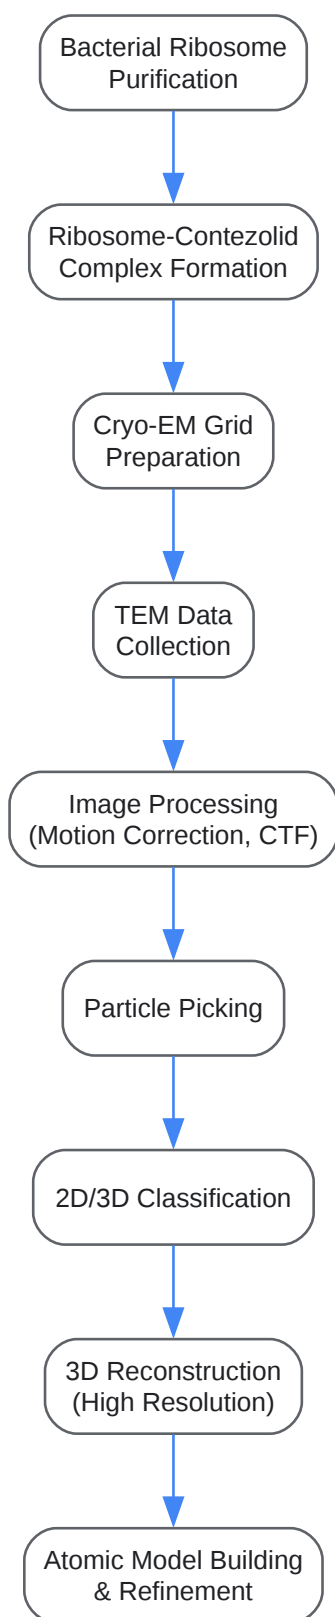 Bacterial Ribosome
Purification
Ribosome-Contezolid
Complex Formation
Cryo-EM Grid
Preparation
TEM Data
Collection
Image Processing
(Motion Correction, CTF)
Particle Picking
2D/3D Classification
3D Reconstruction
(High Resolution)
Atomic Model Building
& Refinement